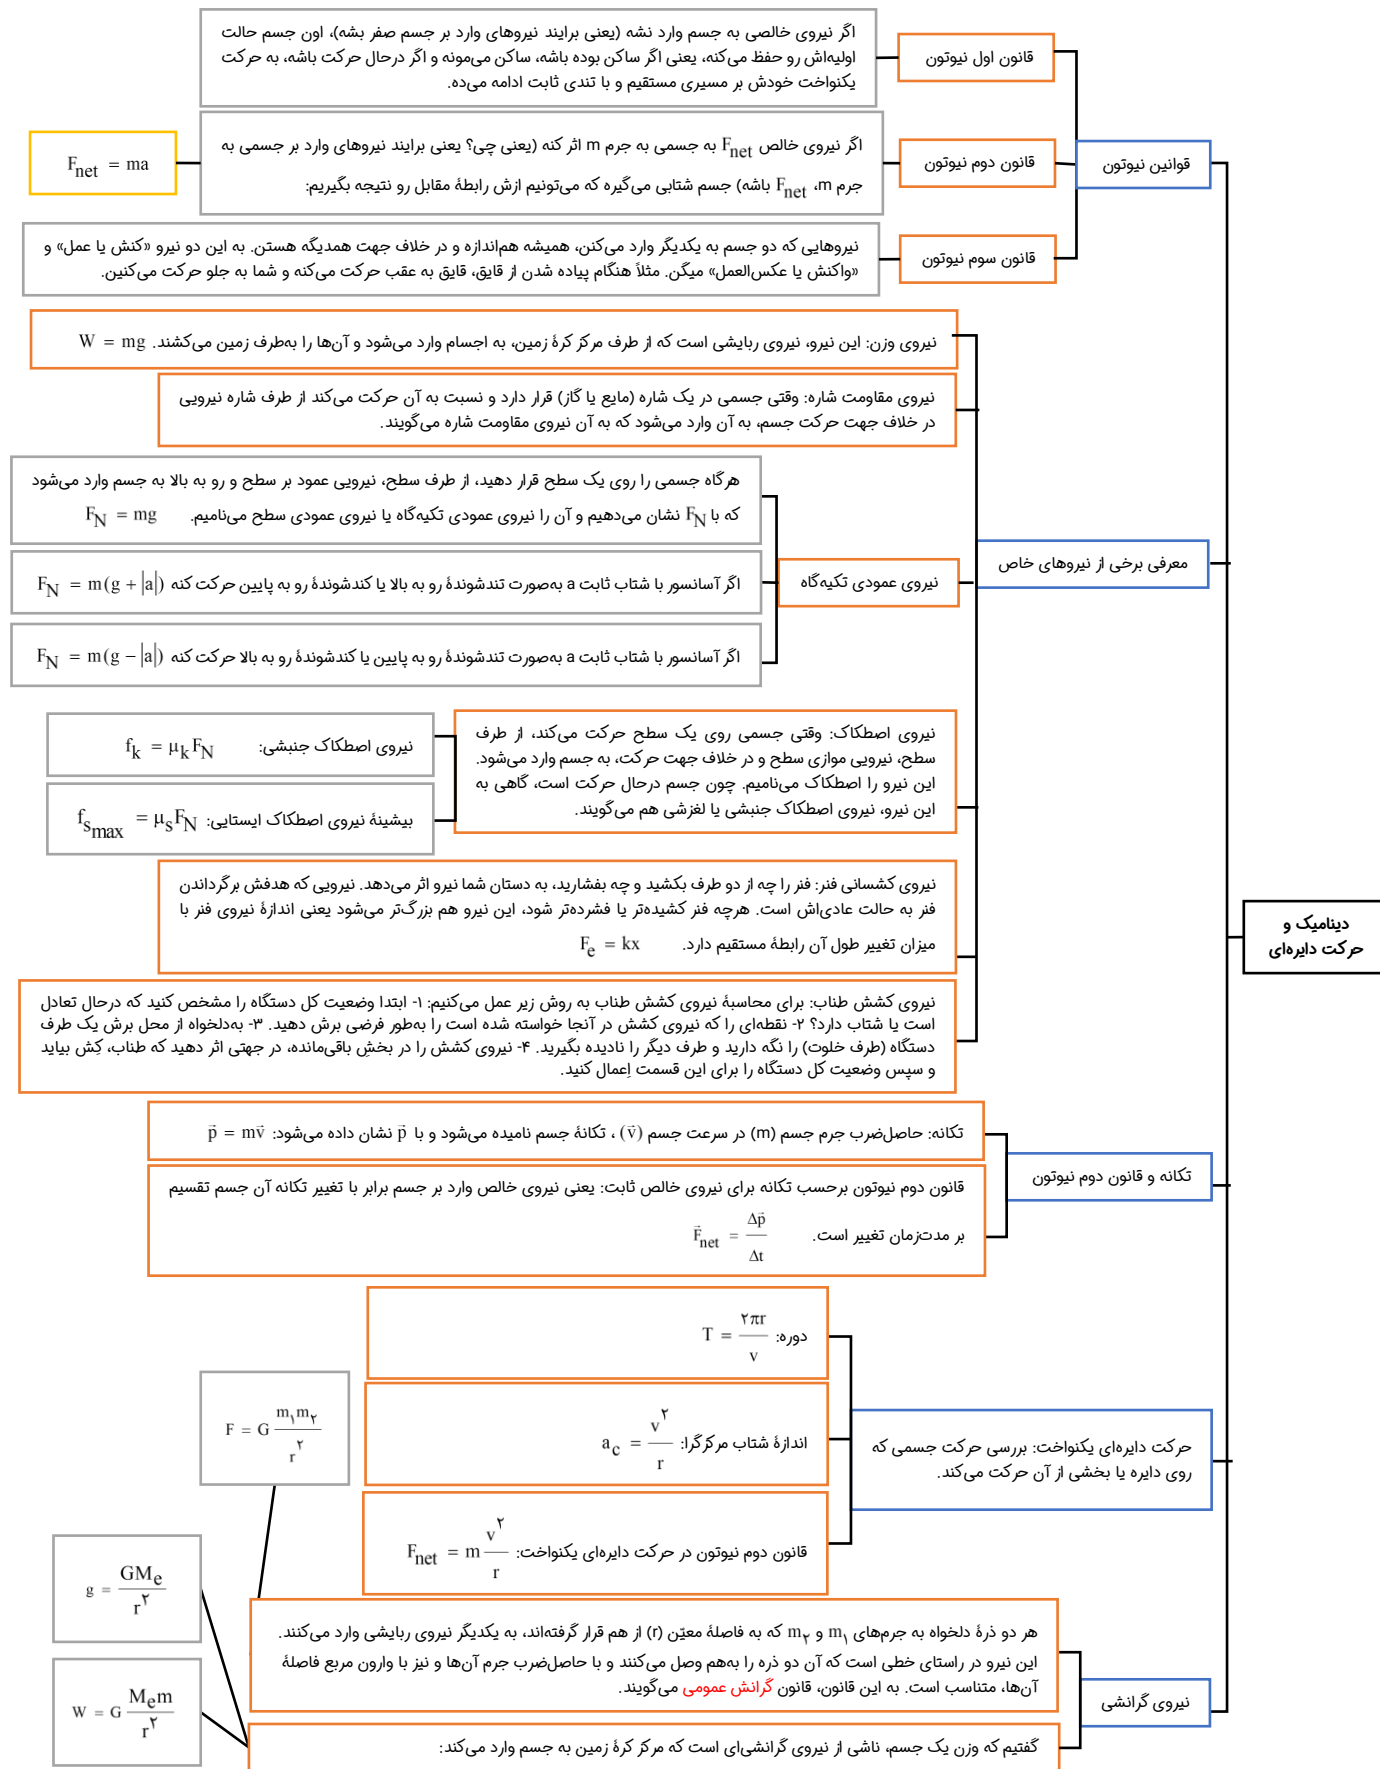 دینامیک و
حرکت دایره‌ای
قوانین نیوتون
قانون اول نیوتون
اگر نیروی خالصی به جسم وارد نشه (یعنی برایند نیروهای وارد بر جسم صفر بشه)، اون جسم حالت
اولیه‌اش رو حفظ می‌کنه، یعنی اگر ساکن بوده باشه، ساکن می‌مونه و اگر درحال حرکت باشه، به حرکت
یکنواخت خودش بر مسیری مستقیم و با تندی ثابت ادامه می‌ده.
قانون دوم نیوتون
اگر نیروی خالص F_net به جسمی به جرم m اثر کنه (یعنی چی؟ یعنی برایند نیروهای وارد بر جسمی به
جرم m، F_net باشه) جسم شتابی می‌گیره که می‌تونیم ازش رابطهٔ مقابل رو نتیجه بگیریم:
F_net = ma
قانون سوم نیوتون
نیروهایی که دو جسم به یکدیگر وارد می‌کنن، همیشه هم‌اندازه و در خلاف جهت همدیگه هستن. به این دو نیرو «کنش یا عمل» و
«واکنش یا عکس‌العمل» میگن. مثلاً هنگام پیاده شدن از قایق، قایق به عقب حرکت می‌کنه و شما به جلو حرکت می‌کنین.
معرفی برخی از نیروهای خاص
نیروی وزن: این نیرو، نیروی ربایشی است که از طرف مرکز کرهٔ زمین، به اجسام وارد می‌شود و آن‌ها را به‌طرف زمین می‌کشند. W = mg
نیروی مقاومت شاره: وقتی جسمی در یک شاره (مایع یا گاز) قرار دارد و نسبت به آن حرکت می‌کند از طرف شاره نیرویی
در خلاف جهت حرکت جسم، به آن وارد می‌شود که به آن نیروی مقاومت شاره می‌گویند.
نیروی عمودی تکیه‌گاه
هرگاه جسمی را روی یک سطح قرار دهید، از طرف سطح، نیرویی عمود بر سطح و رو به بالا به جسم وارد می‌شود
که با F_N نشان می‌دهیم و آن را نیروی عمودی تکیه‌گاه یا نیروی عمودی سطح می‌نامیم. F_N = mg
اگر آسانسور با شتاب ثابت a به‌صورت تندشوندهٔ رو به بالا یا کندشوندهٔ رو به پایین حرکت کنه F_N = m(g + |a|)
اگر آسانسور با شتاب ثابت a به‌صورت تندشوندهٔ رو به پایین یا کندشوندهٔ رو به بالا حرکت کنه F_N = m(g − |a|)
نیروی اصطکاک: وقتی جسمی روی یک سطح حرکت می‌کند، از طرف
سطح، نیرویی موازی سطح و در خلاف جهت حرکت، به جسم وارد می‌شود.
این نیرو را اصطکاک می‌نامیم. چون جسم درحال حرکت است، گاهی به
این نیرو، نیروی اصطکاک جنبشی یا لغزشی هم می‌گویند.
نیروی اصطکاک جنبشی: f_k = μ_k F_N
بیشینهٔ نیروی اصطکاک ایستایی: f_s max = μ_s F_N
نیروی کشسانی فنر: فنر را چه از دو طرف بکشید و چه بفشارید، به دستان شما نیرو اثر می‌دهد. نیرویی که هدفش برگرداندن
فنر به حالت عادی‌اش است. هرچه فنر کشیده‌تر یا فشرده‌تر شود، این نیرو هم بزرگ‌تر می‌شود یعنی اندازهٔ نیروی فنر با
میزان تغییر طول آن رابطهٔ مستقیم دارد. F_e = kx
نیروی کشش طناب: برای محاسبهٔ نیروی کشش طناب به روش زیر عمل می‌کنیم: ۱- ابتدا وضعیت کل دستگاه را مشخص کنید که درحال تعادل
است یا شتاب دارد؟ ۲- نقطه‌ای را که نیروی کشش در آنجا خواسته شده است را به‌طور فرضی برش دهید. ۳- به‌دلخواه از محل برش یک طرف
دستگاه (طرف خلوت) را نگه دارید و طرف دیگر را نادیده بگیرید. ۴- نیروی کشش را در بخشِ باقی‌مانده، در جهتی اثر دهید که طناب، کِش بیاید
و سپس وضعیت کل دستگاه را برای این قسمت اِعمال کنید.
تکانه و قانون دوم نیوتون
تکانه: حاصل‌ضرب جرم جسم (m) در سرعت جسم (v⃗) ، تکانهٔ جسم نامیده می‌شود و با p⃗ نشان داده می‌شود: p⃗ = mv⃗
قانون دوم نیوتون برحسب تکانه برای نیروی خالص ثابت: یعنی نیروی خالص وارد بر جسم برابر با تغییر تکانه آن جسم تقسیم
بر مدت‌زمان تغییر است. F⃗_net = Δp⃗/Δt
حرکت دایره‌ای یکنواخت: بررسی حرکت جسمی که
روی دایره یا بخشی از آن حرکت می‌کند.
دوره: T = ۲πr/v
اندازهٔ شتاب مرکزگرا: a_c = v^۲/r
قانون دوم نیوتون در حرکت دایره‌ای یکنواخت: F_net = m v^۲/r
نیروی گرانشی
هر دو ذرهٔ دلخواه به جرم‌های m_۱ و m_۲ که به فاصلهٔ معیّن (r) از هم قرار گرفته‌اند، به یکدیگر نیروی ربایشی وارد می‌کنند.
این نیرو در راستای خطی است که آن دو ذره را به‌هم وصل می‌کنند و با حاصل‌ضرب جرم آن‌ها و نیز با وارون مربع فاصلهٔ
آن‌ها، متناسب است. به این قانون، قانون گرانش عمومی می‌گویند.
F = G m_۱m_۲/r^۲
گفتیم که وزن یک جسم، ناشی از نیروی گرانشی‌ای است که مرکز کرهٔ زمین به جسم وارد می‌کند:
g = GM_e/r^۲
W = G M_e m/r^۲